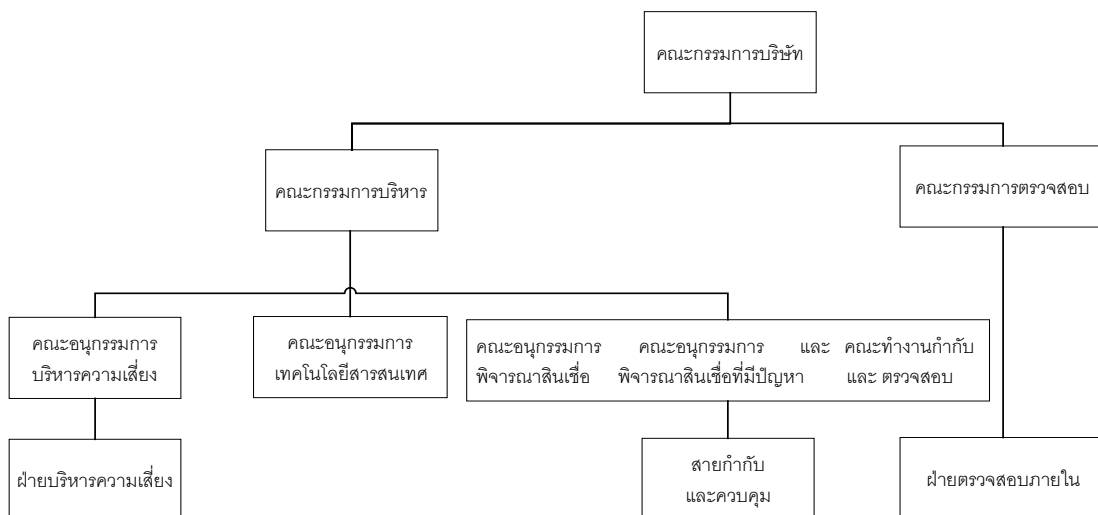 คณะกรรมการบริษัท
คณะกรรมการบริหาร
คณะกรรมการตรวจสอบ
คณะอนุกรรมการ
บริหารความเสี่ยง
คณะอนุกรรมการ
เทคโนโลยีสารสนเทศ
คณะอนุกรรมการ คณะอนุกรรมการ และ คณะทำงานกำกับ
พิจารณาสินเชื่อ พิจารณาสินเชื่อที่มีปัญหา และ ตรวจสอบ
ฝ่ายบริหารความเสี่ยง
สายกำกับ
และควบคุม
ฝ่ายตรวจสอบภายใน